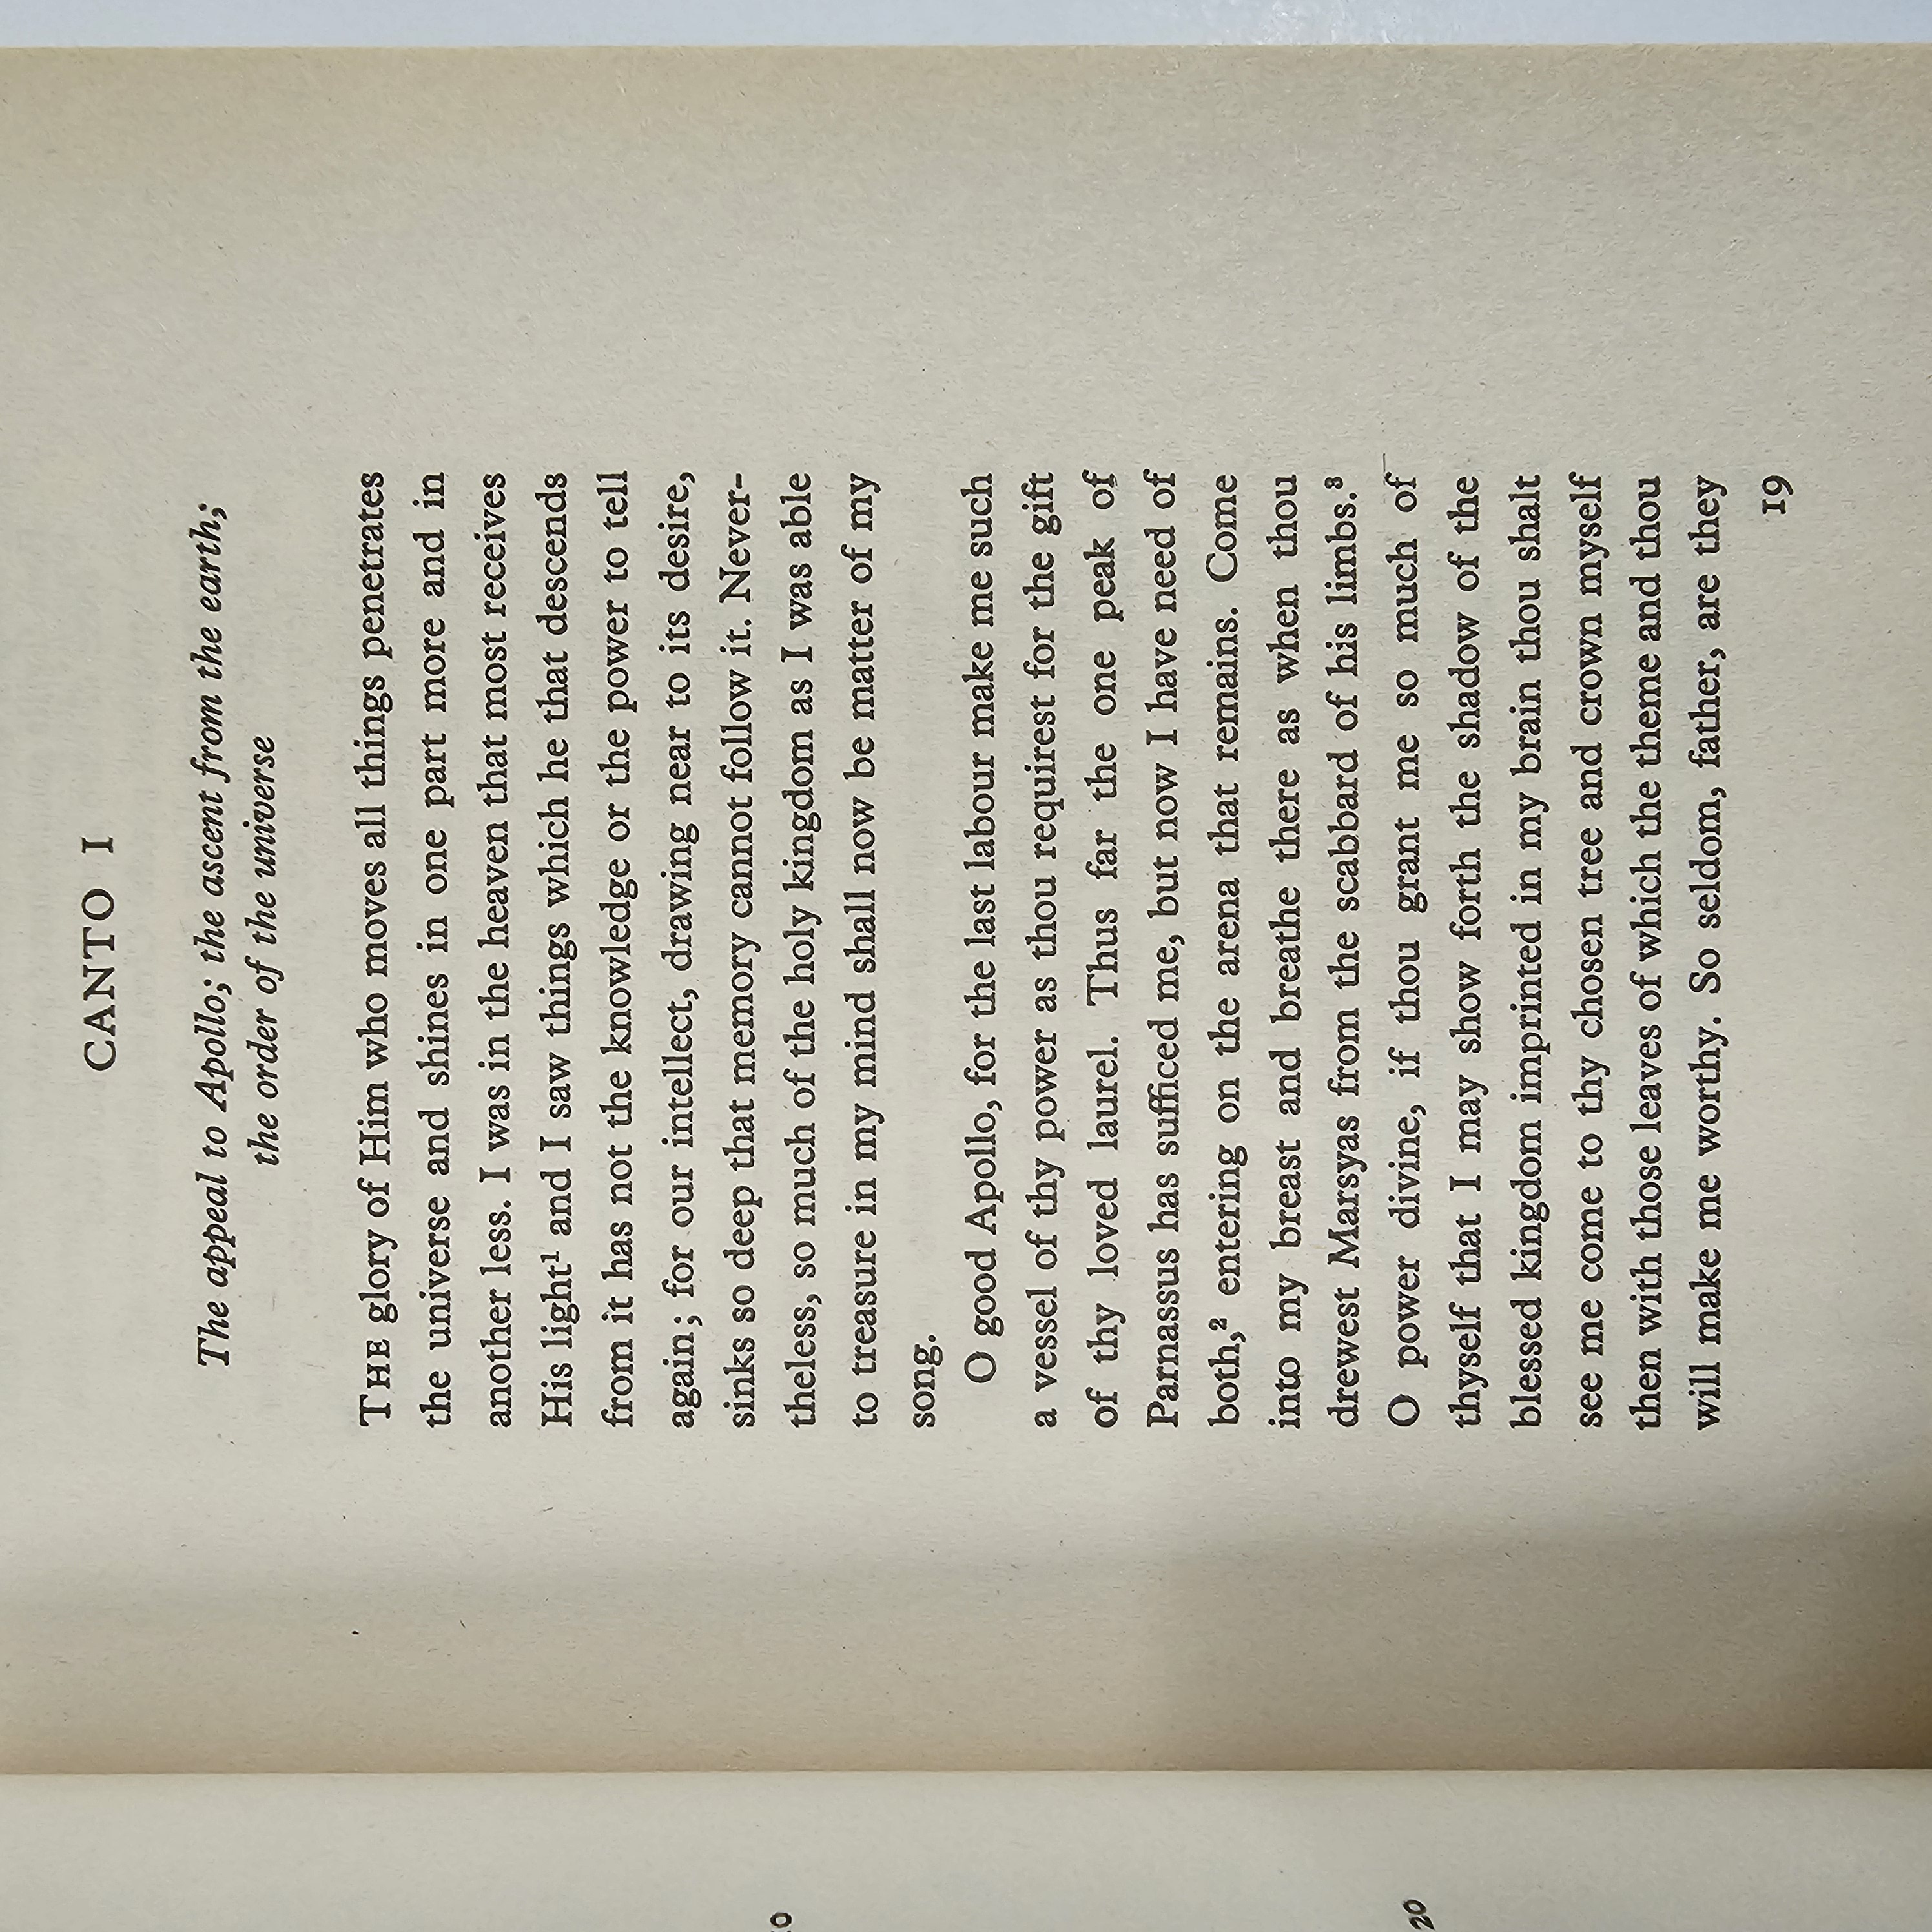 CANTO I
The appeal to Apollo; the ascent from the earth;
the order of the universe
THE glory of Him who moves all things penetrates
the universe and shines in one part more and in
another less. I was in the heaven that most receives
His light¹ and I saw things which he that descends
from it has not the knowledge or the power to tell
again; for our intellect, drawing near to its desire,
sinks so deep that memory cannot follow it. Never-
theless, so much of the holy kingdom as I was able
to treasure in my mind shall now be matter of my
song.
O good Apollo, for the last labour make me such
a vessel of thy power as thou requirest for the gift
of thy loved laurel. Thus far the one peak of
Parnassus has sufficed me, but now I have need of
both,² entering on the arena that remains. Come
into my breast and breathe there as when thou
drewest Marsyas from the scabbard of his limbs.³
O power divine, if thou grant me so much of
thyself that I may show forth the shadow of the
blessed kingdom imprinted in my brain thou shalt
see me come to thy chosen tree and crown myself
then with those leaves of which the theme and thou
will make me worthy. So seldom, father, are they
19
20